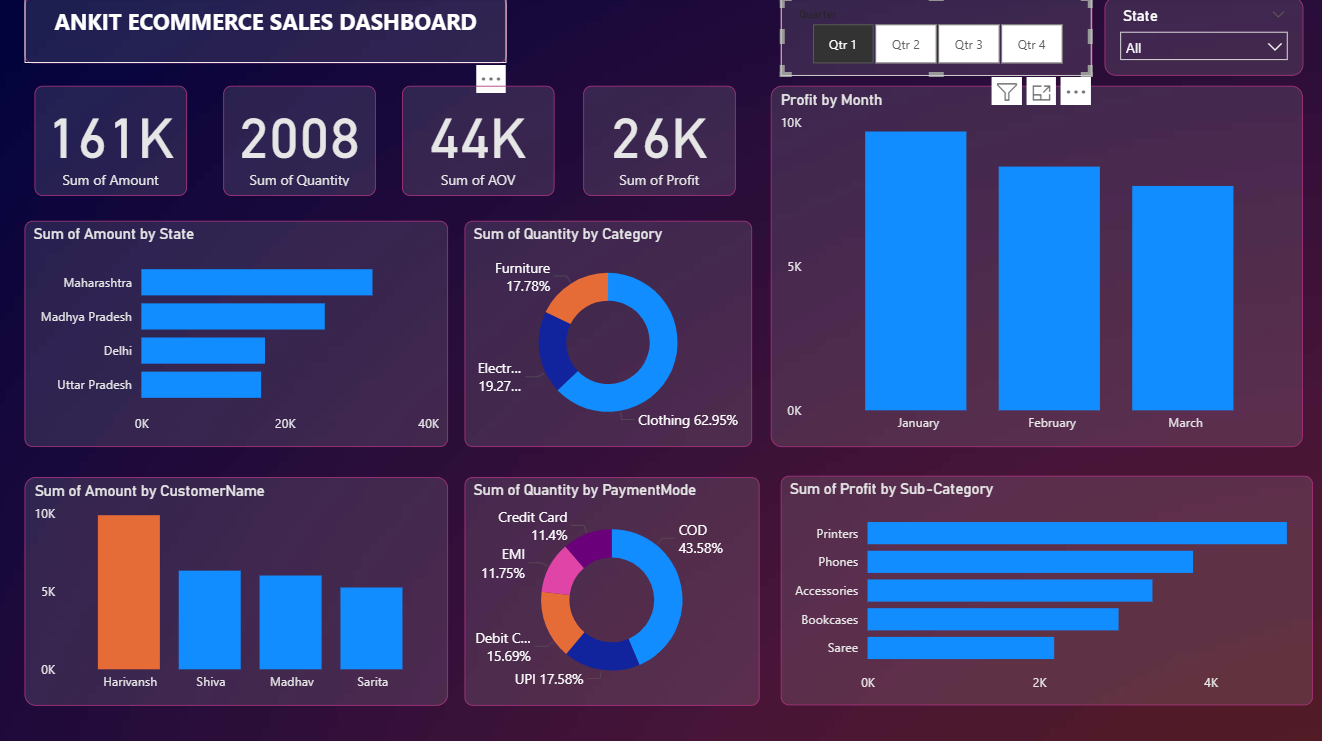 ANKIT ECOMMERCE SALES DASHBOARD
Quarter
Qtr 1
Qtr 2
Qtr 3
Qtr 4
State
All
161K
Sum of Amount
2008
Sum of Quantity
44K
Sum of AOV
26K
Sum of Profit
Profit by Month
10K
5K
0K
January
February
March
Sum of Amount by State
Maharashtra
Madhya Pradesh
Delhi
Uttar Pradesh
0K
20K
40K
Sum of Quantity by Category
Furniture
17.78%
Electr...
19.27...
Clothing 62.95%
Sum of Amount by CustomerName
10K
5K
0K
Harivansh
Shiva
Madhav
Sarita
Sum of Quantity by PaymentMode
Credit Card
11.4%
EMI
11.75%
Debit C...
15.69%
UPI 17.58%
COD
43.58%
Sum of Profit by Sub-Category
Printers
Phones
Accessories
Bookcases
Saree
0K
2K
4K